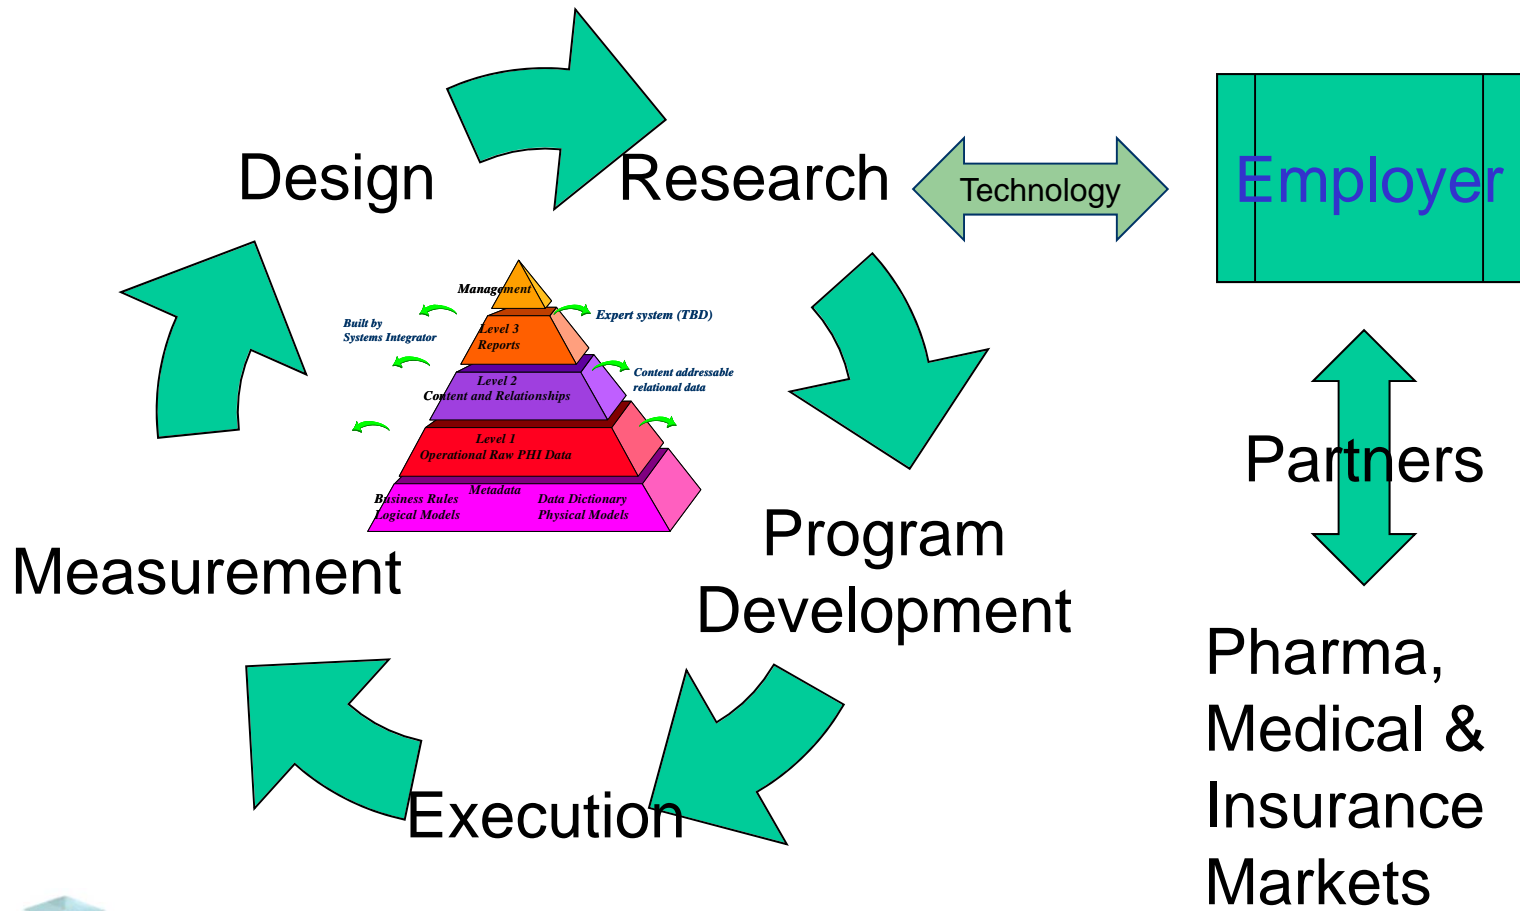 Design
Research
Technology
Employer
Management
Built by
Systems Integrator
Expert system (TBD)
Level 3
Reports
Content addressable
relational data
Level 2
Content and Relationships
Level 1
Operational Raw PHI Data
Metadata
Business Rules
Logical Models
Data Dictionary
Physical Models
Partners
Program
Development
Measurement
Execution
Pharma,
Medical &
Insurance
Markets